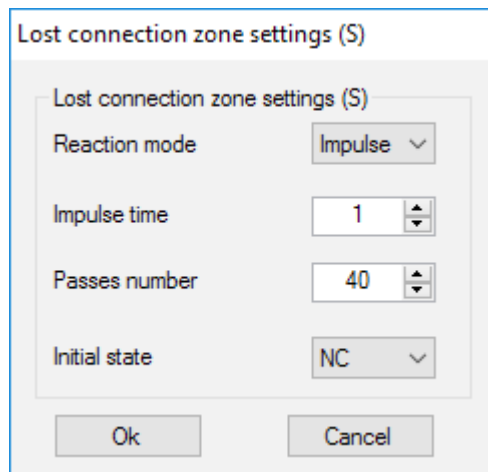 Lost connection zone settings (S)
Lost connection zone settings (S)
Reaction mode Impulse
Impulse time 1
Passes number 40
Initial state NC
Ok Cancel